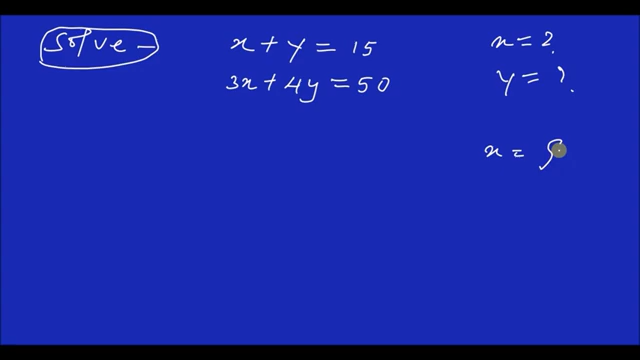 Solve –
x + y = 15
3x + 4y = 50
x = ?
y = ?
x =